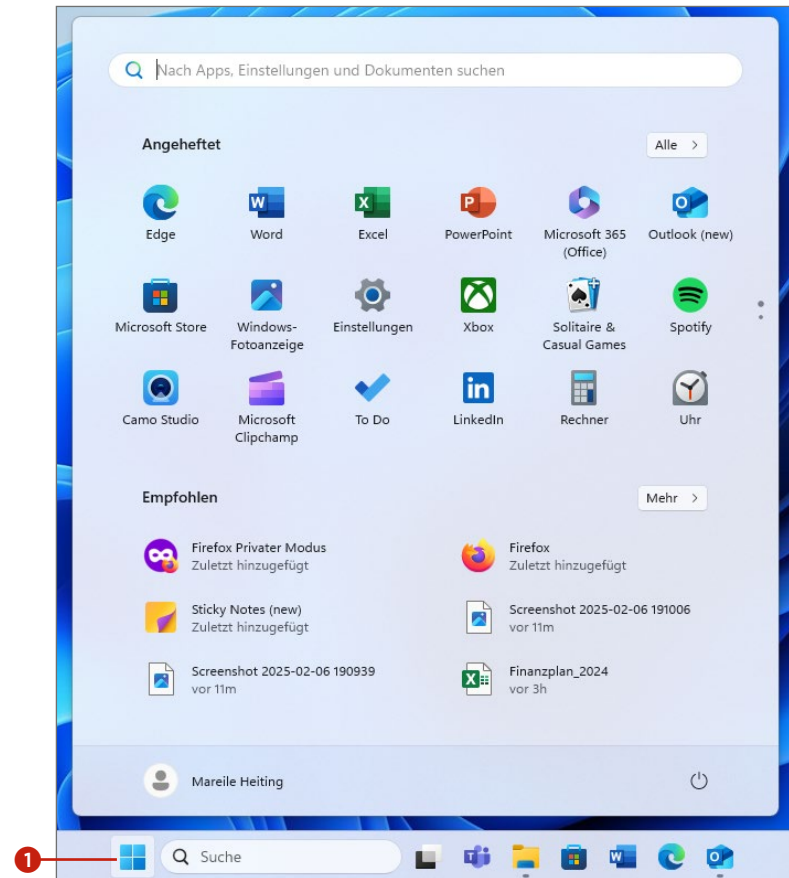 Nach Apps, Einstellungen und Dokumenten suchen
Angeheftet
Alle >
Edge
Word
Excel
PowerPoint
Microsoft 365
(Office)
Outlook (new)
Microsoft Store
Windows-
Fotoanzeige
Einstellungen
Xbox
Solitaire &
Casual Games
Spotify
Camo Studio
Microsoft
Clipchamp
To Do
LinkedIn
Rechner
Uhr
Empfohlen
Mehr >
Firefox Privater Modus
Zuletzt hinzugefügt
Firefox
Zuletzt hinzugefügt
Sticky Notes (new)
Zuletzt hinzugefügt
Screenshot 2025-02-06 191006
vor 11m
Screenshot 2025-02-06 190939
vor 11m
Finanzplan_2024
vor 3h
Mareile Heiting
1
Suche